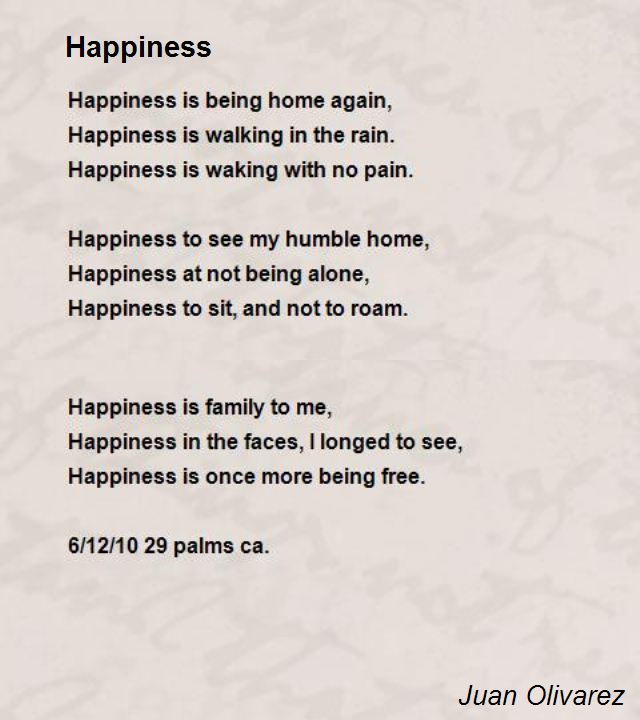 Happiness
Happiness is being home again,
Happiness is walking in the rain.
Happiness is waking with no pain.
Happiness to see my humble home,
Happiness at not being alone,
Happiness to sit, and not to roam.
Happiness is family to me,
Happiness in the faces, I longed to see,
Happiness is once more being free.
6/12/10 29 palms ca.
Juan Olivarez